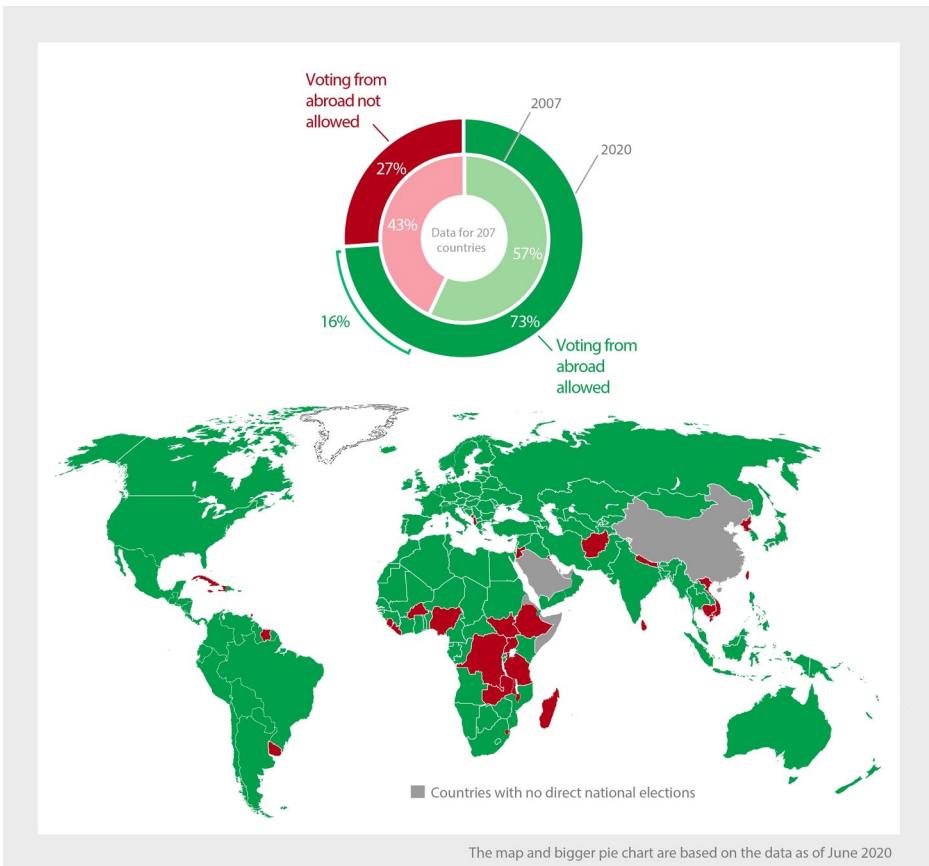 Voting from
abroad not
allowed
2007
2020
27%
43%
Data for 207
countries
57%
16%
73%
Voting from
abroad
allowed
Countries with no direct national elections
The map and bigger pie chart are based on the data as of June 2020